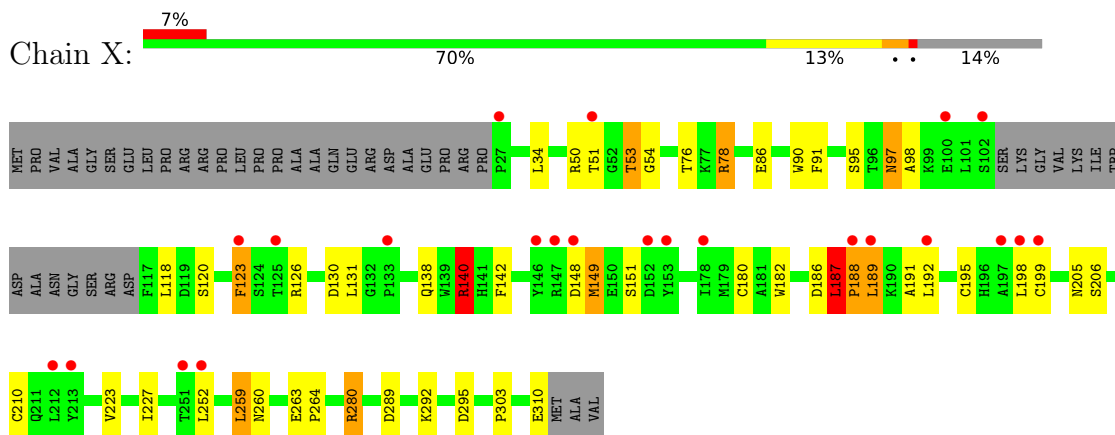 7%
Chain X:
70% 13% . . 14%
MET PRO VAL ALA GLY SER GLU LEU PRO ARG ARG PRO LEU PRO PRO ALA ALA GLN GLU ARG ASP ALA GLU PRO ARG PRO P27 L34 R50 T51 G52 T53 G54 T76 K77 R78 E86 W90 F91 S95 T96 N97 A98 K99 E100 L101 S102 SER LYS GLY VAL LYS ILE TRP
ASP ALA ASN GLY SER ARG ASP F117 L118 D119 S120 F123 S124 T125 R126 D130 L131 G132 P133 Q138 W139 R140 H141 F142 Y146 R147 D148 M149 E150 S151 D152 Y153 I178 M179 C180 A181 W182 D186 L187 P188 L189 K190 A191 L192 C195 H196 A197 L198 C199 N205 S206
C210 Q211 L212 Y213 V223 I227 T251 L252 L259 N260 E263 P264 R280 D289 K292 D295 P303 E310 MET ALA VAL